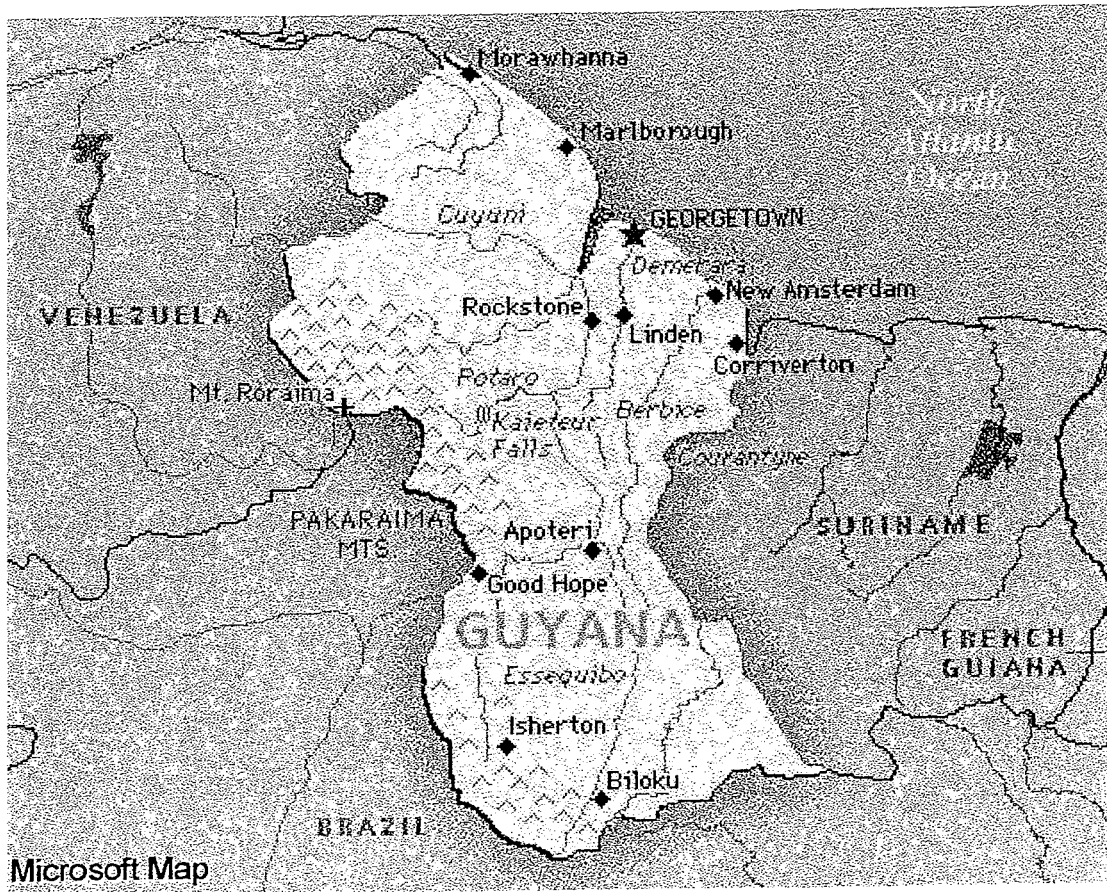 Morawhanna
North
Atlantic
Ocean
Marlborough
Cuyuni
GEORGETOWN
Demerara
New Amsterdam
Rockstone
VENEZUELA
Linden
Corriverton
Potaro
Mt. Roraima
Kaieteur
Falls
Berbice
Courantyne
PAKARAIMA
MTS
Apoteri
SURINAME
Good Hope
GUYANA
FRENCH
GUIANA
Essequibo
Isherton
Biloku
BRAZIL
Microsoft Map